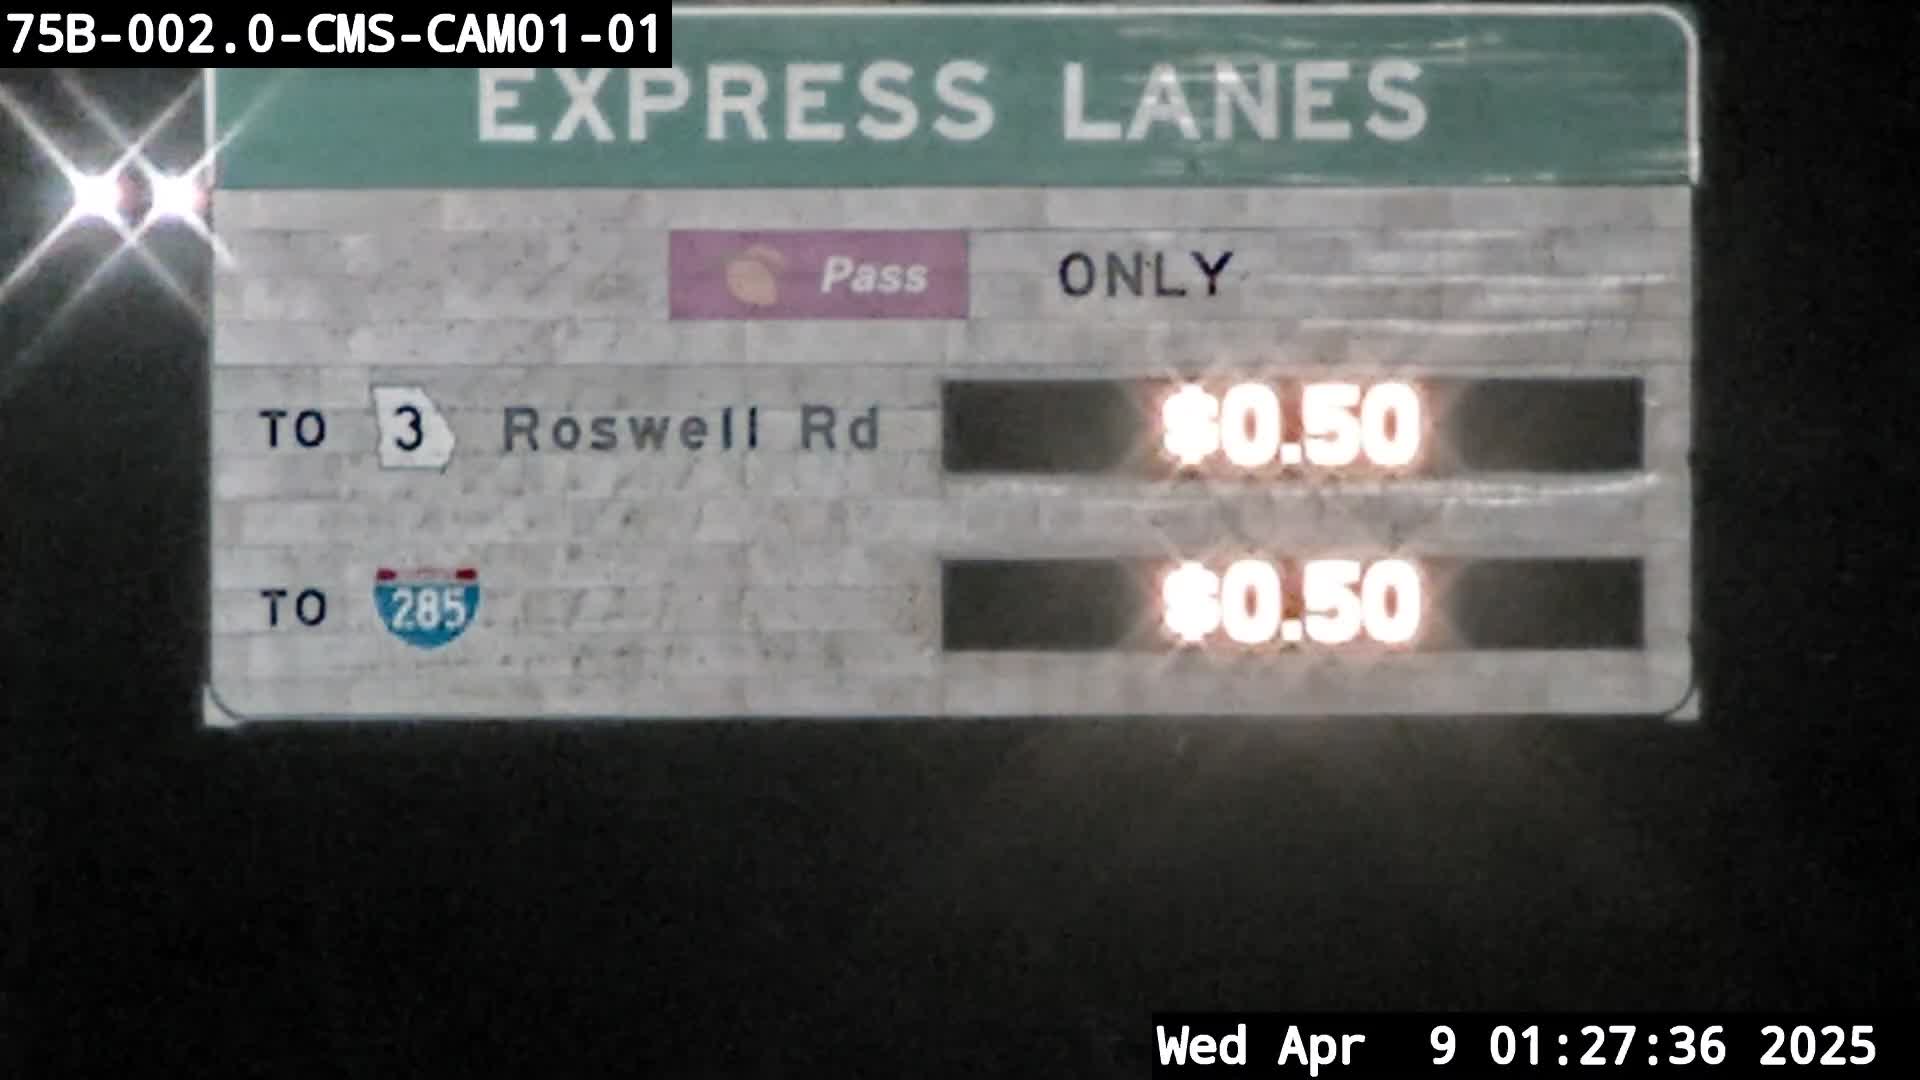 75B-002.0-CMS-CAM01-01
EXPRESS LANES
Pass ONLY
TO 3 Roswell Rd $0.50
TO 285 $0.50
Wed Apr 9 01:27:36 2025